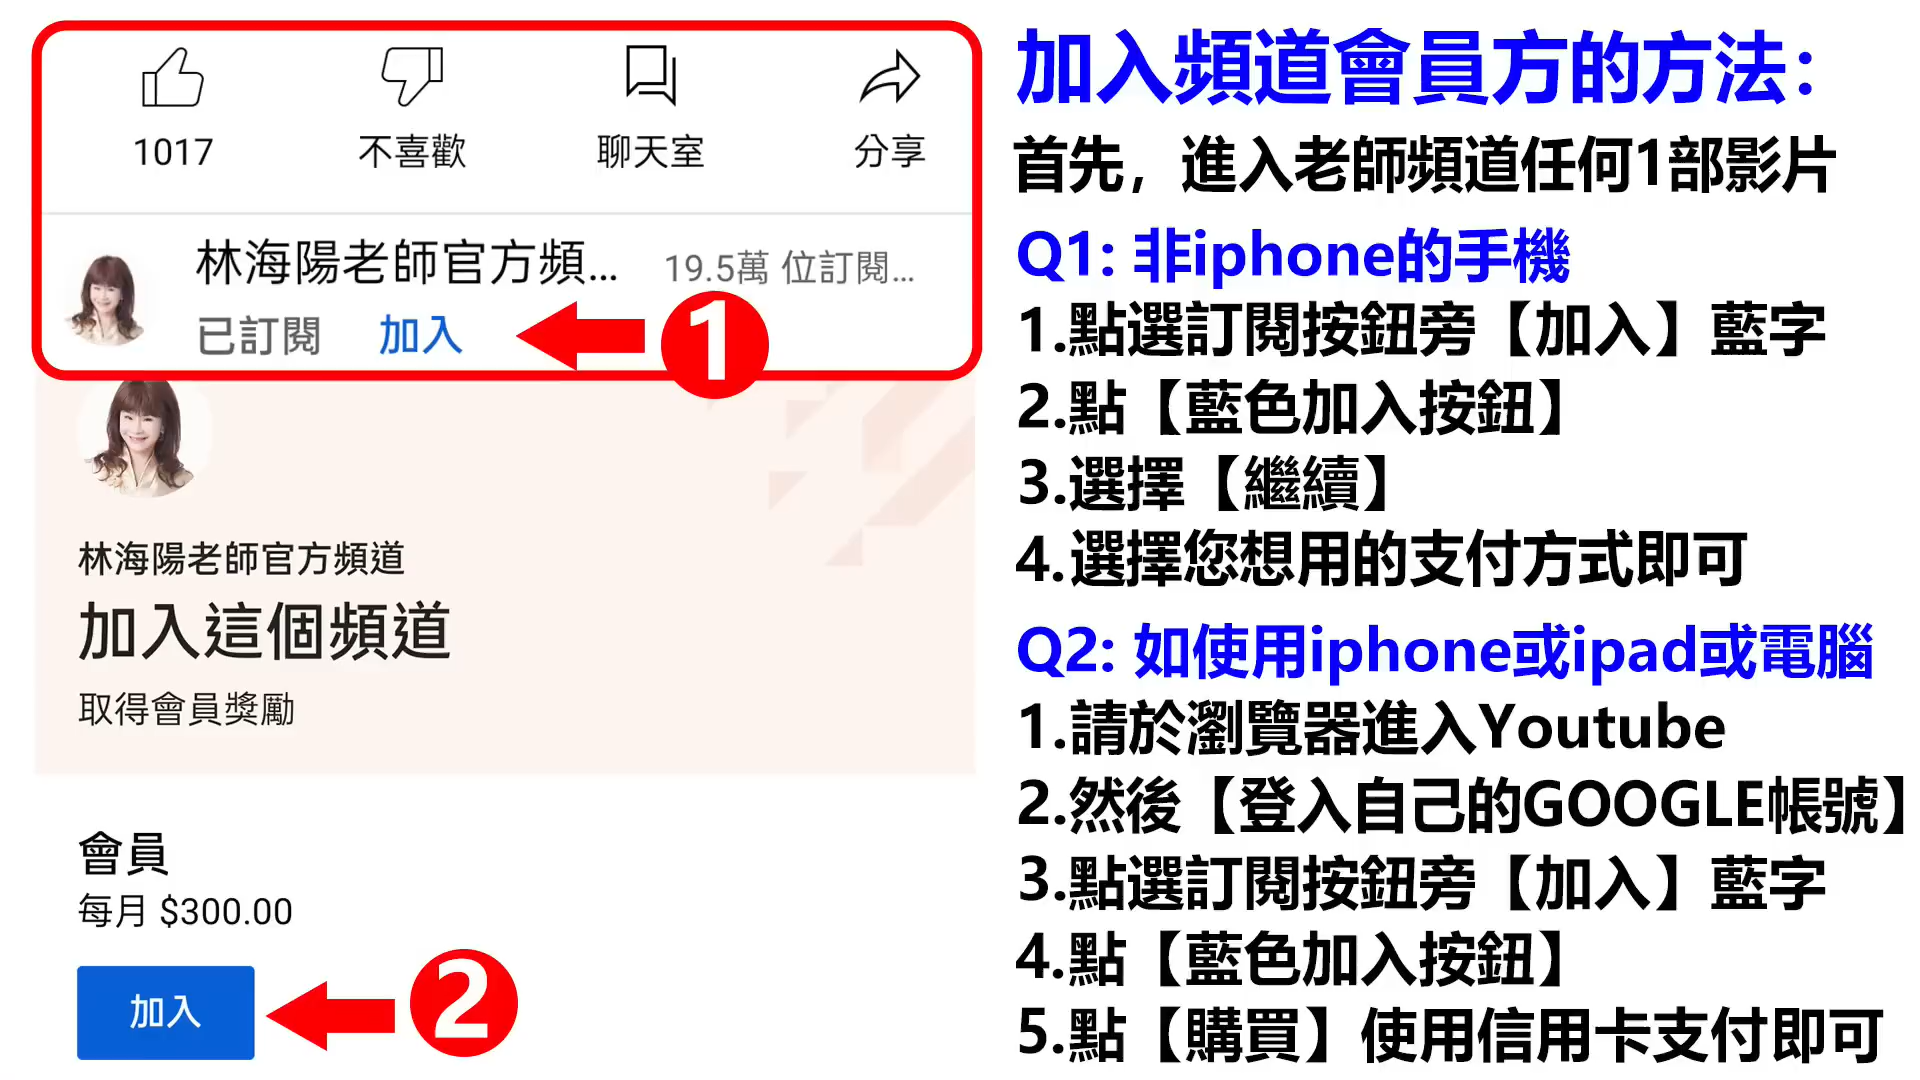 1017
不喜歡
聊天室
分享
林海陽老師官方頻...
19.5萬 位訂閱...
已訂閱
加入
1
林海陽老師官方頻道
加入這個頻道
取得會員獎勵
會員
每月 $300.00
加入
2
加入頻道會員方的方法：
首先，進入老師頻道任何1部影片
Q1: 非iphone的手機
1.點選訂閱按鈕旁【加入】藍字
2.點【藍色加入按鈕】
3.選擇【繼續】
4.選擇您想用的支付方式即可
Q2: 如使用iphone或ipad或電腦
1.請於瀏覽器進入Youtube
2.然後【登入自己的GOOGLE帳號】
3.點選訂閱按鈕旁【加入】藍字
4.點【藍色加入按鈕】
5.點【購買】使用信用卡支付即可